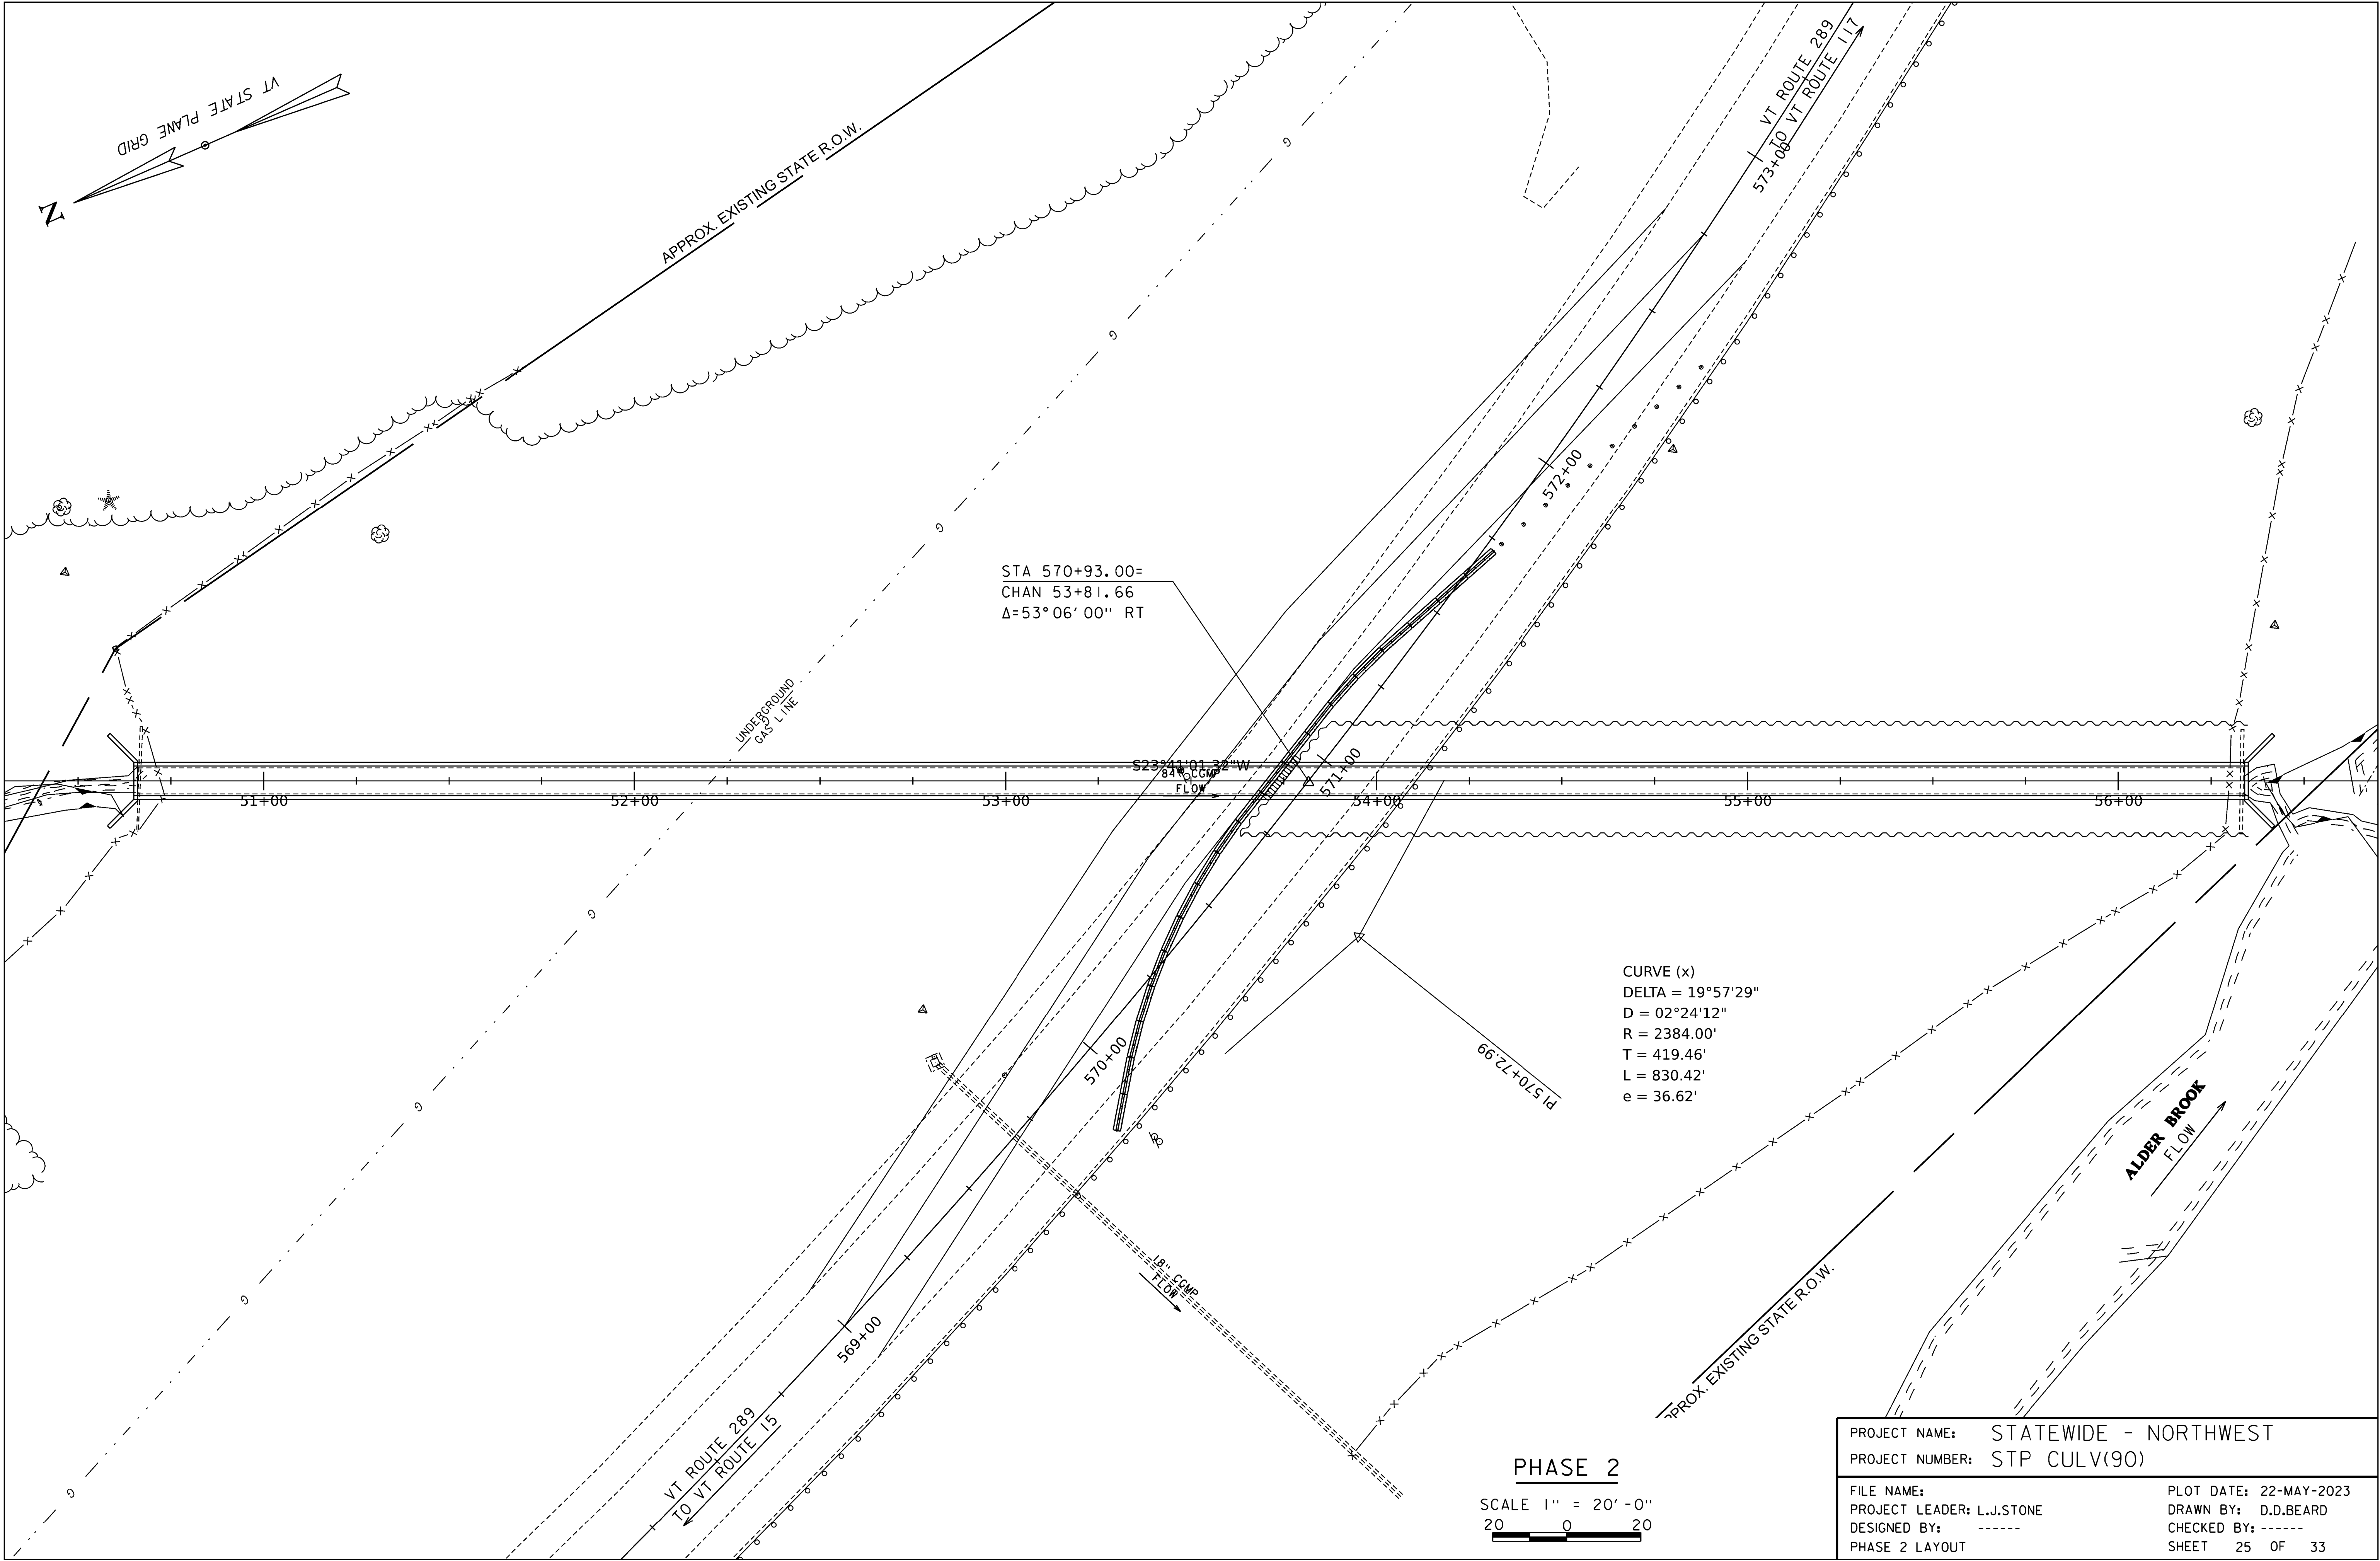 VT STATE PLANE GRID
N
APPROX. EXISTING STATE R.O.W.
VT ROUTE 289
TO VT ROUTE 117
573+00
572+00
STA 570+93.00=
CHAN 53+81.66
Δ=53°06'00" RT
UNDERGROUND
GAS LINE
S23°41'01.32"W
84" CGMP
FLOW
571+00
51+00
52+00
53+00
54+00
55+00
56+00
G
G
G
G
G
G
G
G
570+00
PI 570+72.99
CURVE (x)
DELTA = 19°57'29"
D = 02°24'12"
R = 2384.00'
T = 419.46'
L = 830.42'
e = 36.62'
ALDER BROOK
FLOW
18" CGMP
FLOW
569+00
VT ROUTE 289
TO VT ROUTE 15
PPROX. EXISTING STATE R.O.W.
PHASE 2
SCALE 1" = 20'-0"
20 0 20
PROJECT NAME: STATEWIDE - NORTHWEST
PROJECT NUMBER: STP CULV(90)
FILE NAME: PLOT DATE: 22-MAY-2023
PROJECT LEADER: L.J.STONE DRAWN BY: D.D.BEARD
DESIGNED BY: ------ CHECKED BY: ------
PHASE 2 LAYOUT SHEET 25 OF 33